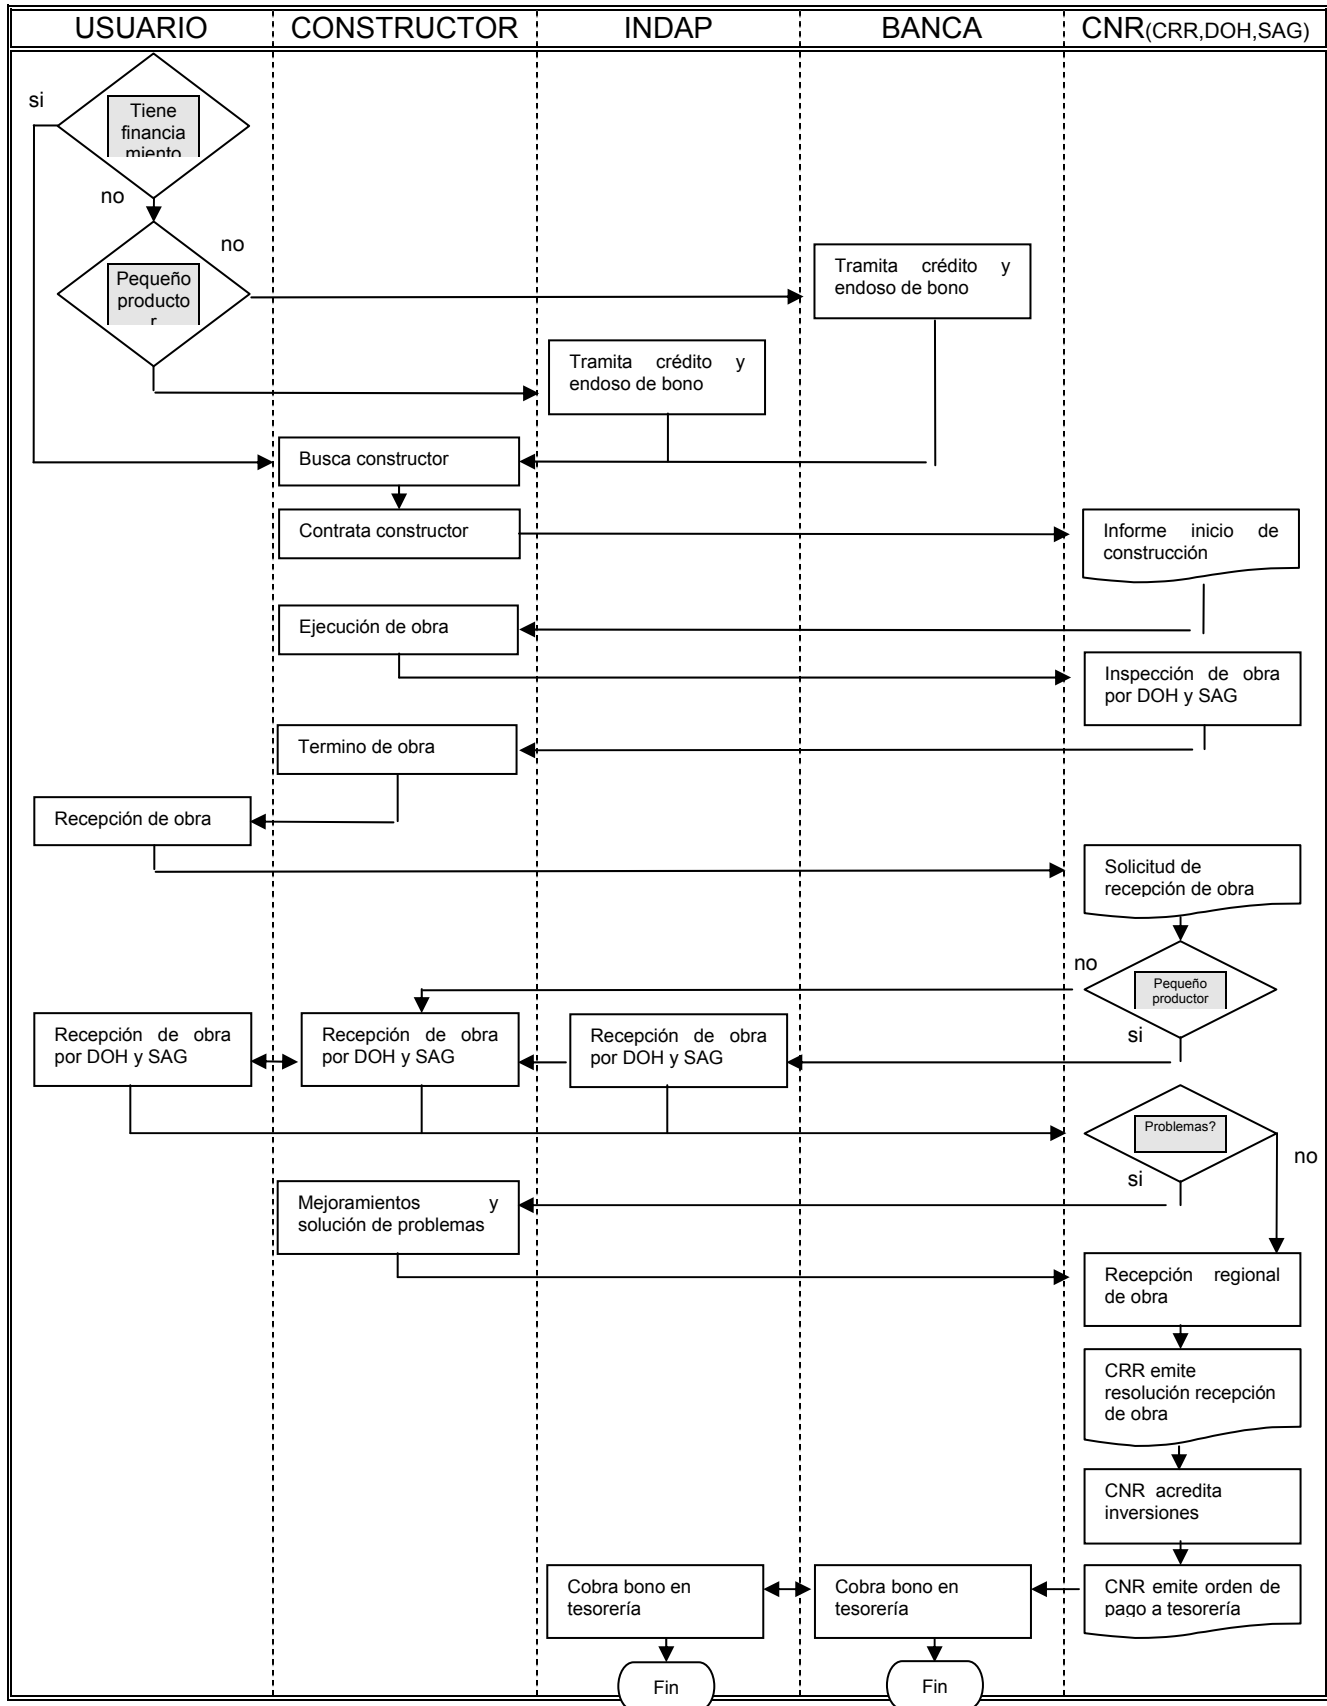 USUARIO
CONSTRUCTOR
INDAP
BANCA
CNR(CRR,DOH,SAG)
si
Tiene
financia
miento
no
no
Pequeño
producto
r
Tramita crédito y
endoso de bono
Tramita crédito y
endoso de bono
Busca constructor
Contrata constructor
Informe inicio de
construcción
Ejecución de obra
Inspección de obra
por DOH y SAG
Termino de obra
Recepción de obra
Solicitud de
recepción de obra
no
Pequeño
productor
si
Recepción de obra
por DOH y SAG
Recepción de obra
por DOH y SAG
Recepción de obra
por DOH y SAG
Problemas?
no
si
Mejoramientos y
solución de problemas
Recepción regional
de obra
CRR emite
resolución recepción
de obra
CNR acredita
inversiones
Cobra bono en
tesorería
Cobra bono en
tesorería
CNR emite orden de
pago a tesorería
Fin
Fin